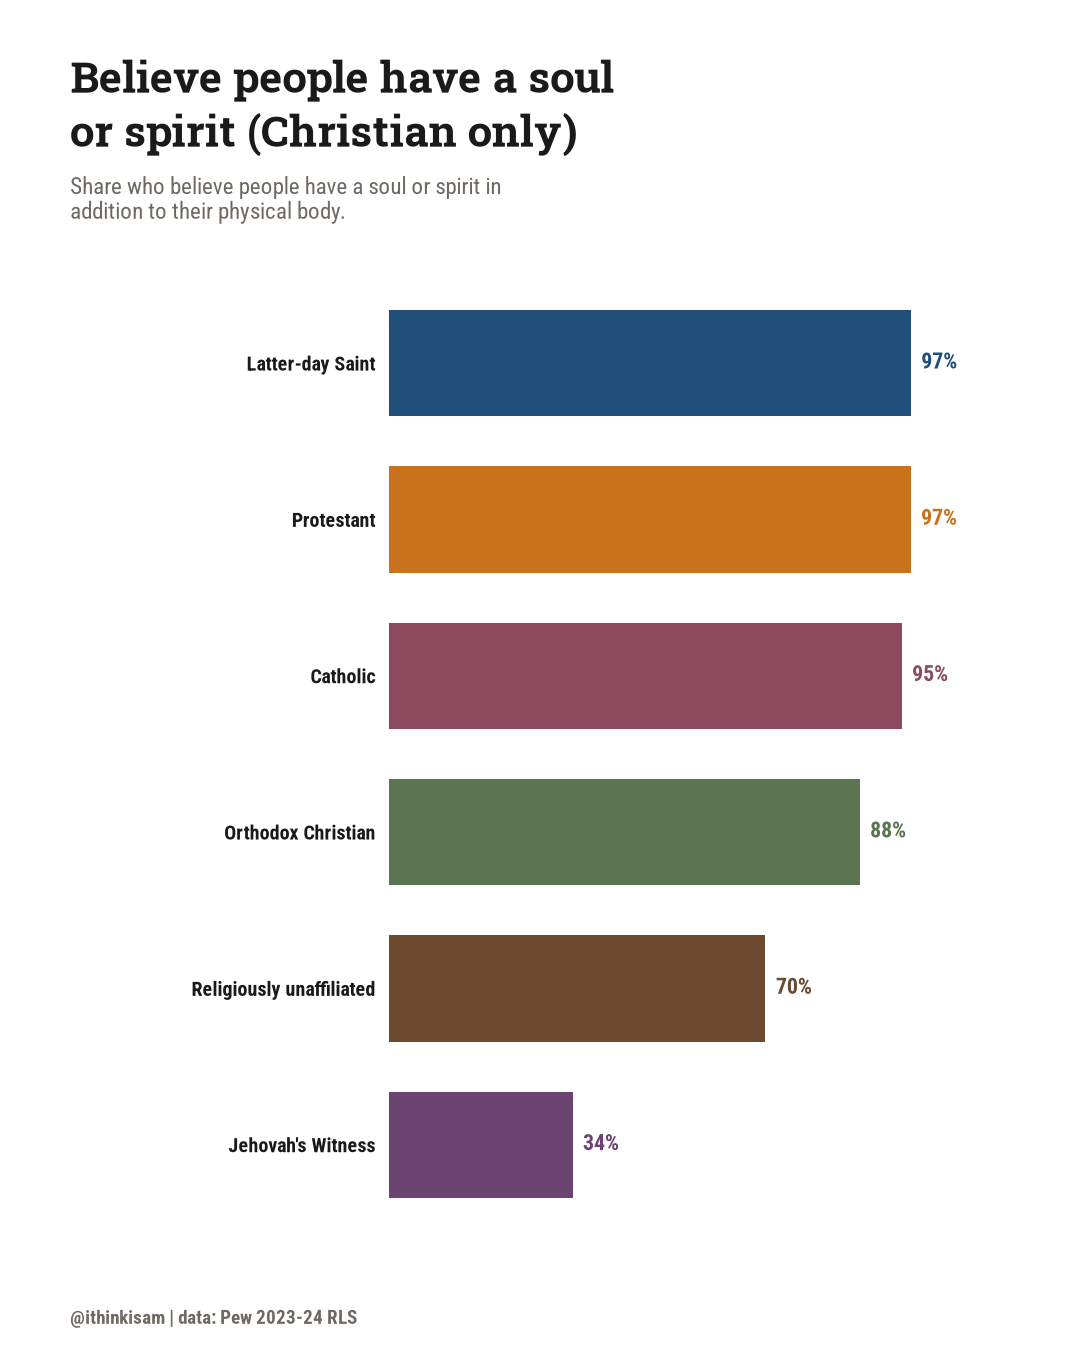 Believe people have a soul
or spirit (Christian only)
Share who believe people have a soul or spirit in
addition to their physical body.
Latter-day Saint 97%
Protestant 97%
Catholic 95%
Orthodox Christian 88%
Religiously unaffiliated 70%
Jehovah's Witness 34%
@ithinkisam | data: Pew 2023-24 RLS